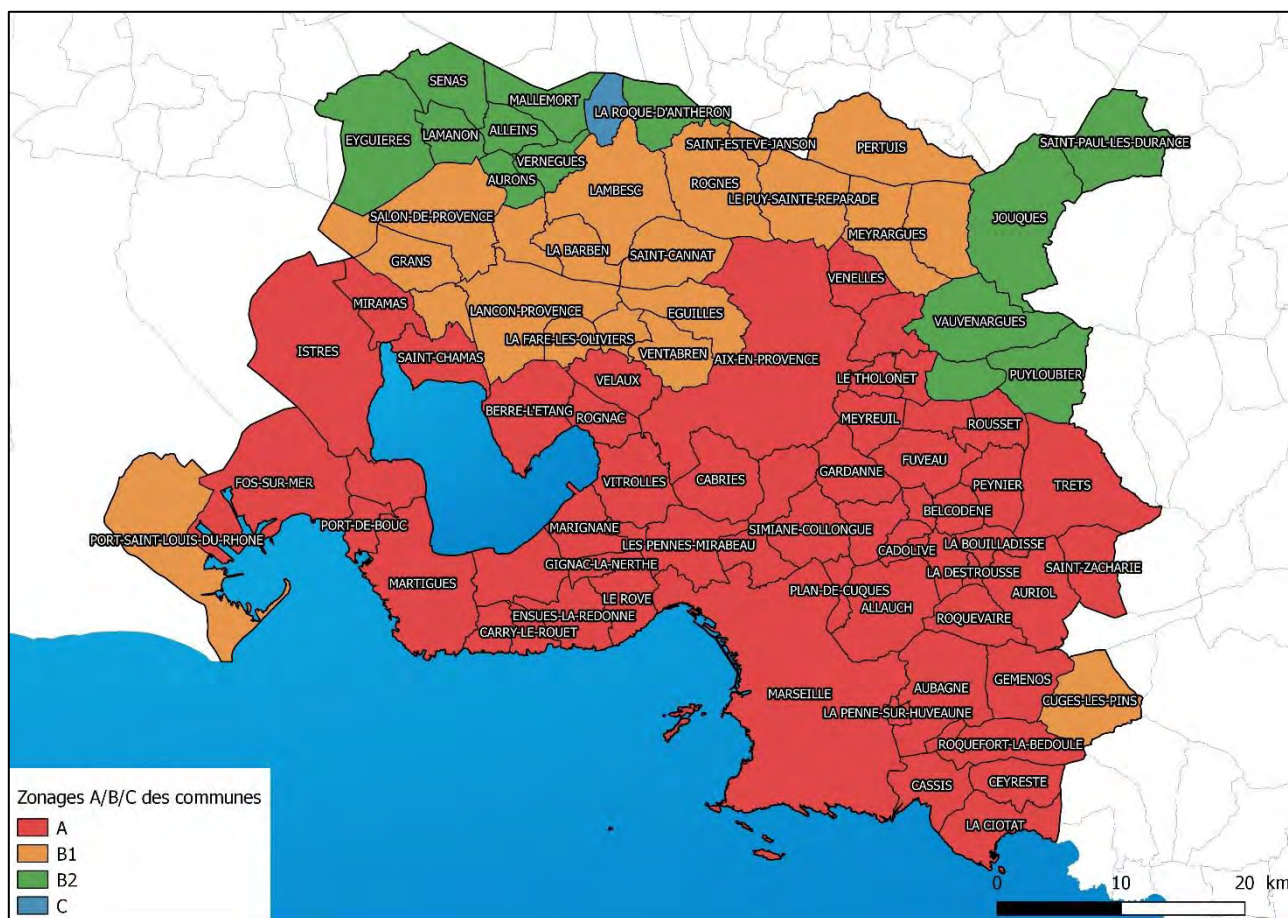 SENAS
MALLEMORT
LA ROQUE-D'ANTHERON
EYGUIERES
LAMANON
ALLEINS
VERNEGUES
AURONS
SAINT-ESTEVE-JANSON
PERTUIS
SAINT-PAUL-LES-DURANCE
LAMBESC
ROGNES
LE PUY-SAINTE-REPARADE
JOUQUES
SALON-DE-PROVENCE
MEYRARGUES
LA BARBEN
SAINT-CANNAT
GRANS
VENELLES
MIRAMAS
LANCON-PROVENCE
EGUILLES
VAUVENARGUES
LA FARE-LES-OLIVIERS
ISTRES
SAINT-CHAMAS
VENTABREN
AIX-EN-PROVENCE
PUYLOUBIER
VELAUX
LE THOLONET
BERRE-L'ETANG
ROGNAC
MEYREUIL
ROUSSET
FUVEAU
GARDANNE
CABRIES
VITROLLES
FOS-SUR-MER
PEYNIER
TRETS
BELCODENE
PORT-DE-BOUC
MARIGNANE
SIMIANE-COLLONGUE
PORT-SAINT-LOUIS-DU-RHONE
LES PENNES-MIRABEAU
CADOLIVE
LA BOUILLADISSE
GIGNAC-LA-NERTHE
SAINT-ZACHARIE
LA DESTROUSSE
MARTIGUES
PLAN-DE-CUQUES
AURIOL
LE ROVE
ALLAUCH
ENSUES-LA-REDONNE
ROQUEVAIRE
CARRY-LE-ROUET
GEMENOS
AUBAGNE
MARSEILLE
CUGES-LES-PINS
LA PENNE-SUR-HUVEAUNE
ROQUEFORT-LA-BEDOULE
CASSIS
CEYRESTE
LA CIOTAT
Zonages A/B/C des communes
A
B1
B2
C
0 10 20 km